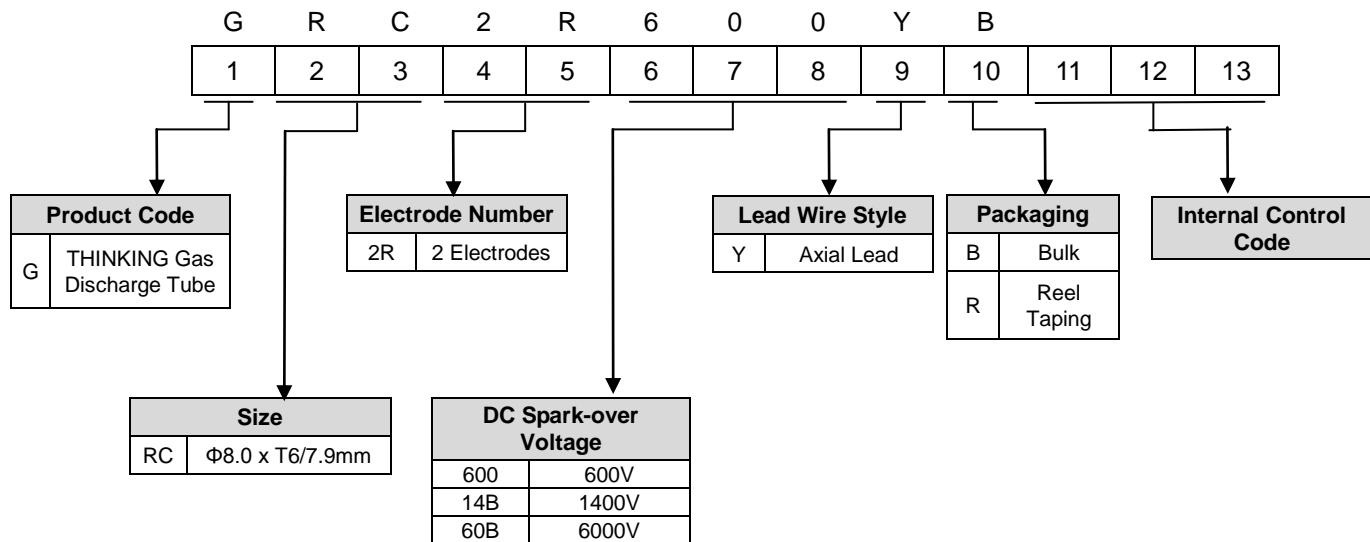 G R C 2 R 6 0 0 Y B
1 2 3 4 5 6 7 8 9 10 11 12 13
Product Code
G THINKING Gas
Discharge Tube
Electrode Number
2R 2 Electrodes
Lead Wire Style
Y Axial Lead
Packaging
B Bulk
R Reel
Taping
Internal Control
Code
Size
RC Φ8.0 x T6/7.9mm
DC Spark-over
Voltage
600 600V
14B 1400V
60B 6000V